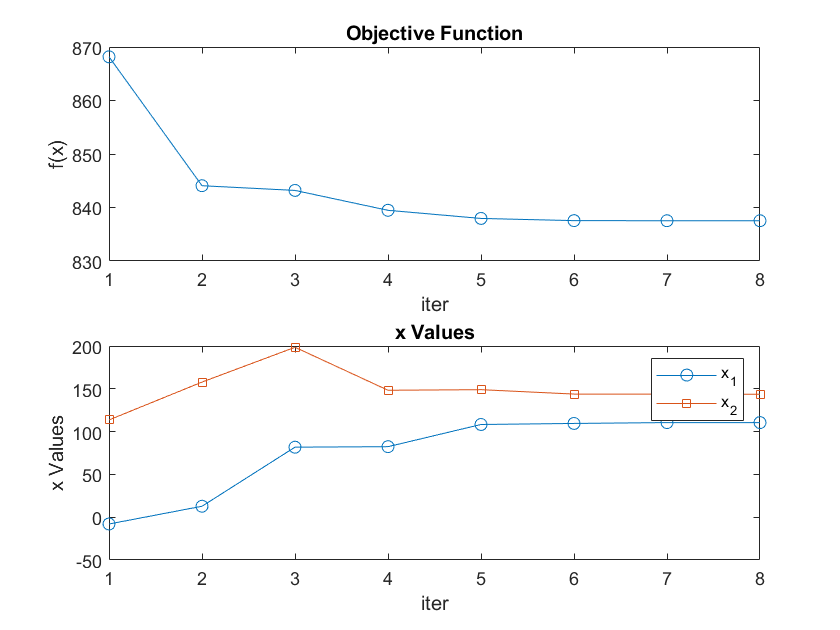 Objective Function
870
860
850
840
830
f(x)
1 2 3 4 5 6 7 8
iter
x Values
200
150
100
50
0
-50
x Values
x1
x2
1 2 3 4 5 6 7 8
iter